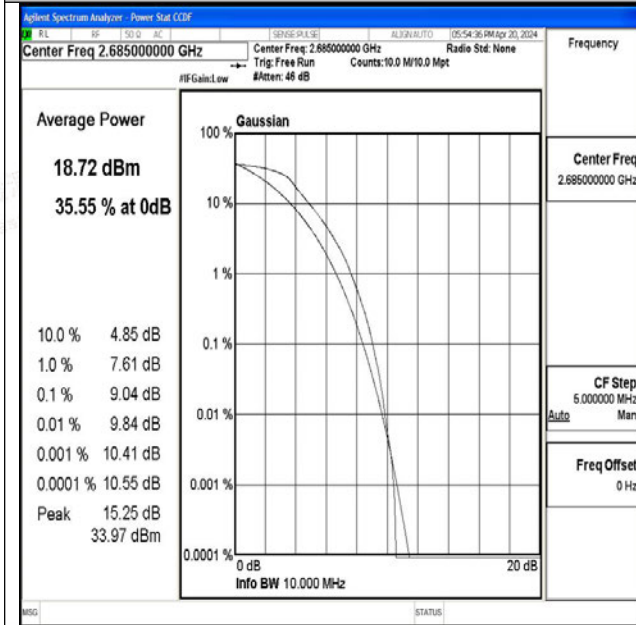 Agilent Spectrum Analyzer - Power Stat CCDF
RL RF 50 Ω AC SENSE:PULSE ALIGNAUTO 05:54:36 PM Apr 20, 2024
Center Freq 2.685000000 GHz
Center Freq: 2.685000000 GHz Radio Std: None
Trig: Free Run Counts:10.0 M/10.0 Mpt
#IFGain:Low #Atten: 46 dB
Frequency
Average Power
18.72 dBm
35.55 % at 0dB
10.0 % 4.85 dB
1.0 % 7.61 dB
0.1 % 9.04 dB
0.01 % 9.84 dB
0.001 % 10.41 dB
0.0001 % 10.55 dB
Peak 15.25 dB
33.97 dBm
Gaussian
100 %
10 %
1 %
0.1 %
0.01 %
0.001 %
0.0001 %
0 dB 20 dB
Info BW 10.000 MHz
Center Freq
2.685000000 GHz
CF Step
5.000000 MHz
Auto Man
Freq Offset
0 Hz
MSG STATUS